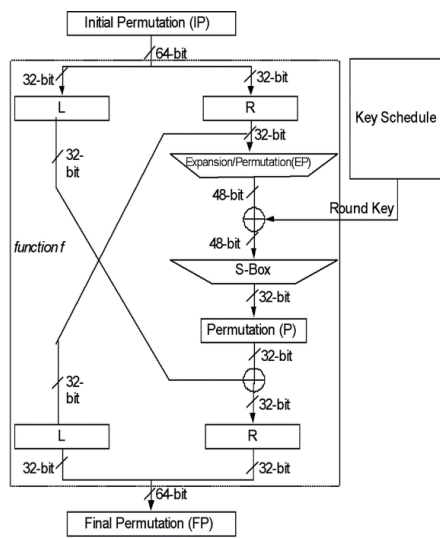 Initial Permutation (IP)
64-bit
32-bit
32-bit
L
R
32-bit
32-
bit
Key Schedule
Expansion/Permutation(EP)
48-bit
Round Key
48-bit
function f
S-Box
32-bit
Permutation (P)
32-bit
32-
bit
32-bit
L
R
32-bit
32-bit
64-bit
Final Permutation (FP)